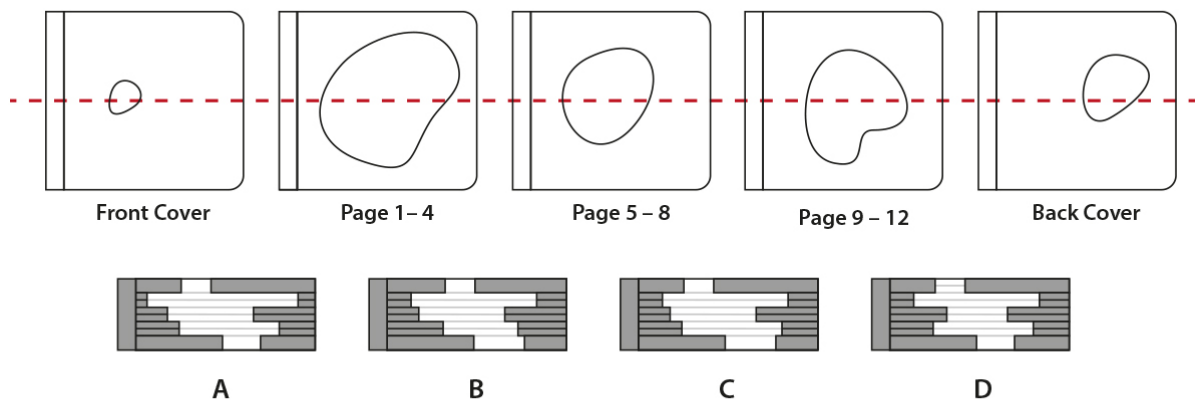 Front Cover
Page 1– 4
Page 5 – 8
Page 9 – 12
Back Cover
A
B
C
D